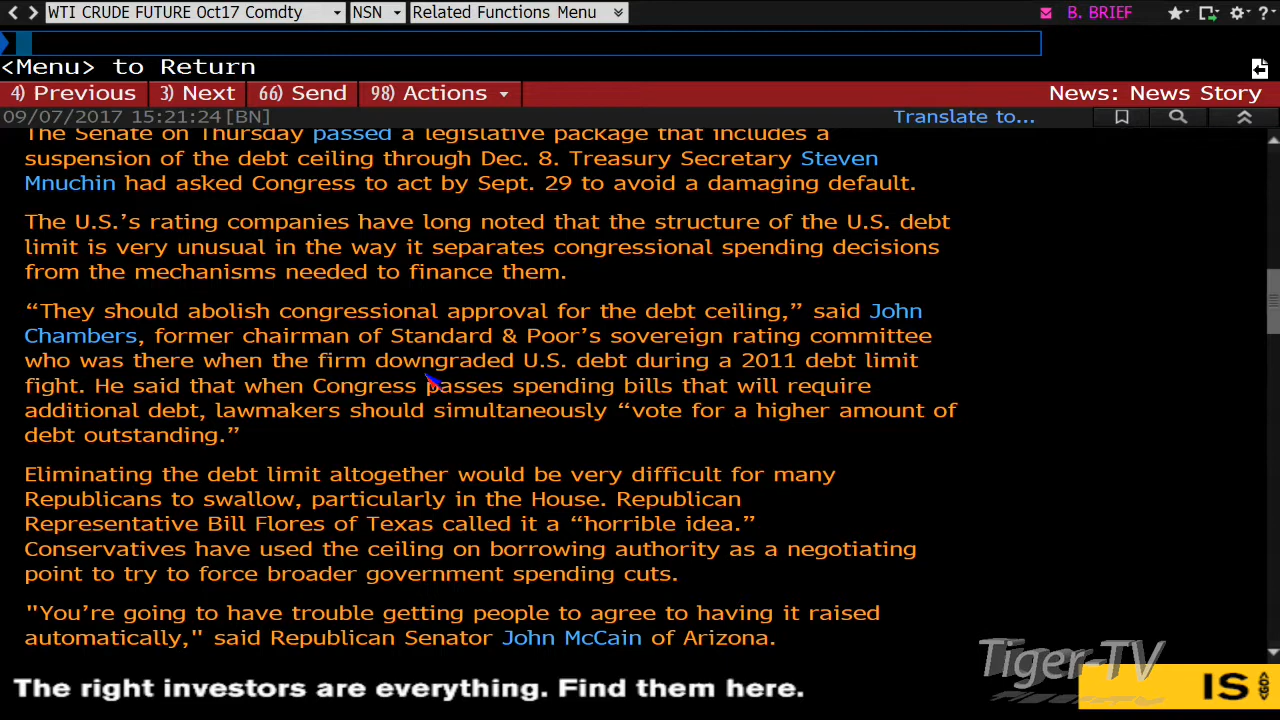 WTI CRUDE FUTURE Oct17 Comdty NSN Related Functions Menu B. BRIEF
<Menu> to Return
4) Previous 3) Next 66) Send 98) Actions News: News Story
09/07/2017 15:21:24 [BN] Translate to...
The Senate on Thursday passed a legislative package that includes a
suspension of the debt ceiling through Dec. 8. Treasury Secretary Steven
Mnuchin had asked Congress to act by Sept. 29 to avoid a damaging default.
The U.S.’s rating companies have long noted that the structure of the U.S. debt
limit is very unusual in the way it separates congressional spending decisions
from the mechanisms needed to finance them.
“They should abolish congressional approval for the debt ceiling,” said John
Chambers, former chairman of Standard & Poor’s sovereign rating committee
who was there when the firm downgraded U.S. debt during a 2011 debt limit
fight. He said that when Congress passes spending bills that will require
additional debt, lawmakers should simultaneously “vote for a higher amount of
debt outstanding.”
Eliminating the debt limit altogether would be very difficult for many
Republicans to swallow, particularly in the House. Republican
Representative Bill Flores of Texas called it a “horrible idea.”
Conservatives have used the ceiling on borrowing authority as a negotiating
point to try to force broader government spending cuts.
"You’re going to have trouble getting people to agree to having it raised
automatically," said Republican Senator John McCain of Arizona.
Tiger-TV
The right investors are everything. Find them here.
IS